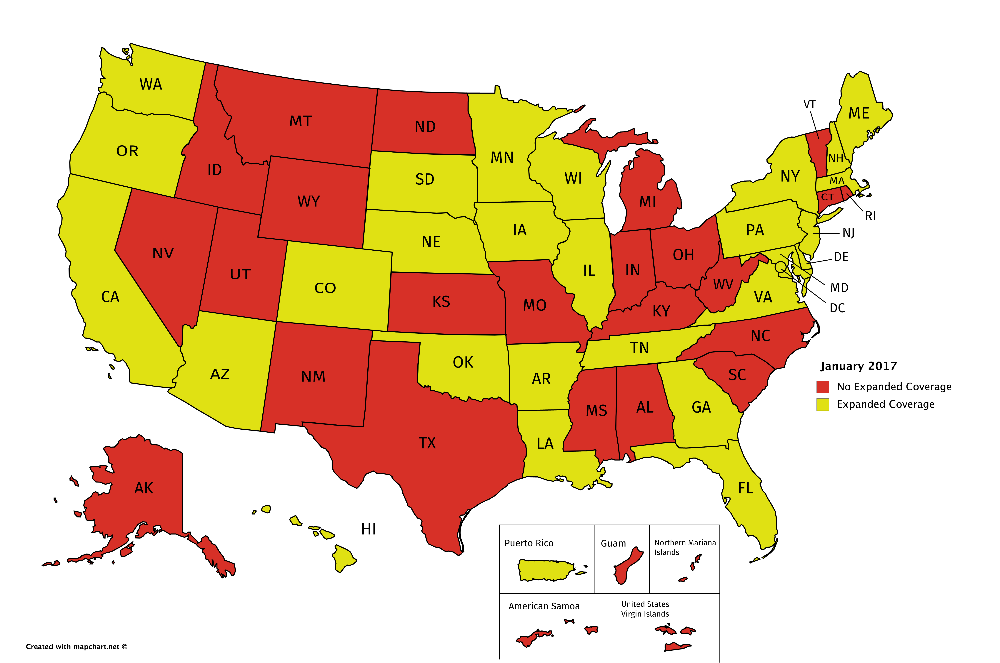 WA
MT
ND
VT
ME
OR
ID
MN
NH
SD
WI
NY
MA
WY
CT
MI
RI
IA
PA
NJ
NE
NV
OH
DE
UT
IL
IN
CO
WV
MD
CA
KS
MO
VA
DC
KY
NC
TN
January 2017
OK
AZ
NM
AR
SC
No Expanded Coverage
MS
AL
GA
Expanded Coverage
TX
LA
AK
FL
HI
Puerto Rico
Guam
Northern Mariana
Islands
American Samoa
United States
Virgin Islands
Created with mapchart.net ©